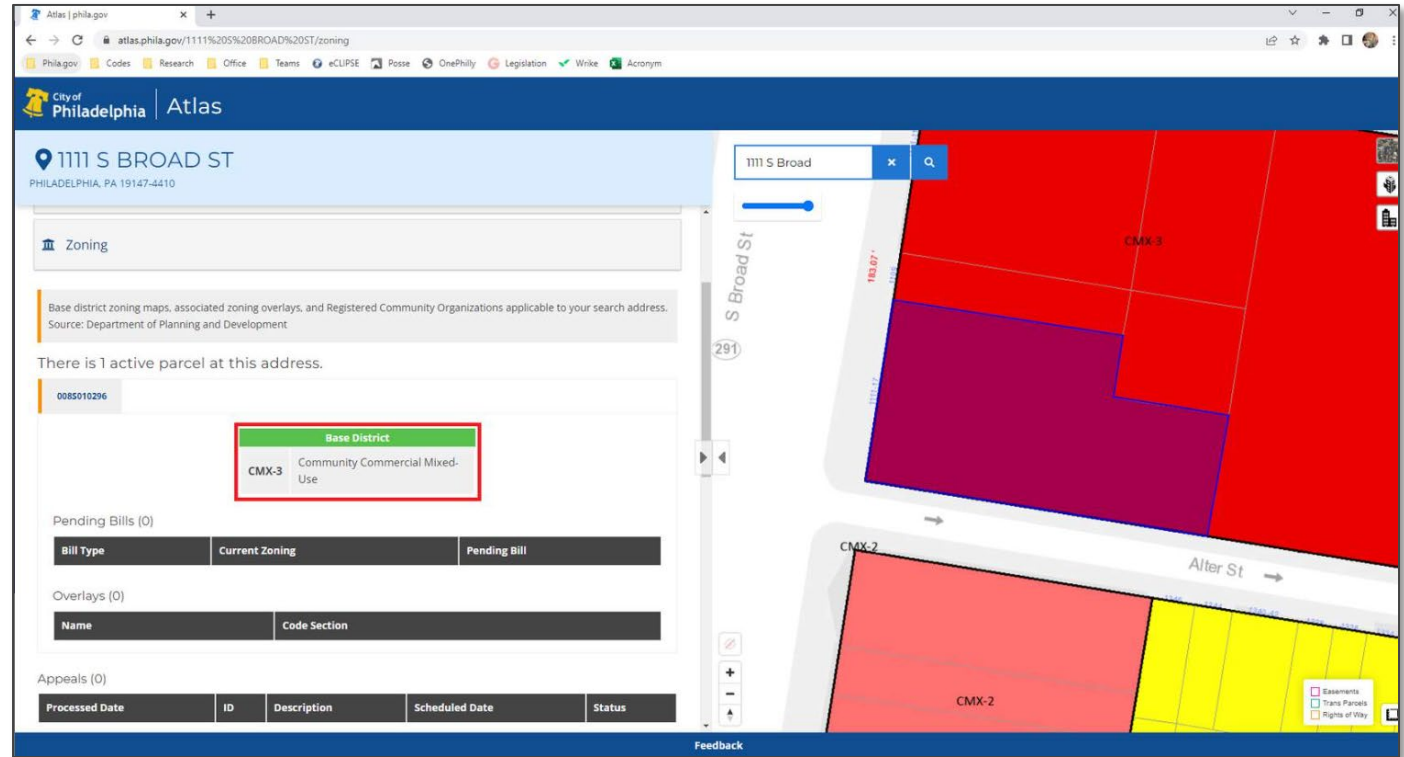 Atlas | phila.gov
atlas.phila.gov/1111%20S%20BROAD%20ST/zoning
Phila.gov Codes Research Office Teams eCLIPSE Posse OnePhilly Legislation Wrike Acronym
City of
Philadelphia Atlas
1111 S BROAD ST
PHILADELPHIA, PA 19147-4410
Zoning
Base district zoning maps, associated zoning overlays, and Registered Community Organizations applicable to your search address.
Source: Department of Planning and Development
There is 1 active parcel at this address.
008S010296
Base District
CMX-3 Community Commercial Mixed-
Use
Pending Bills (0)
Bill Type Current Zoning Pending Bill
Overlays (0)
Name Code Section
Appeals (0)
Processed Date ID Description Scheduled Date Status
1111 S Broad
S Broad St
291
183.07 '
1111-17
CMX-3
CMX-2
Alter St
CMX-2
Easements
Trans Parcels
Rights of Way
Feedback